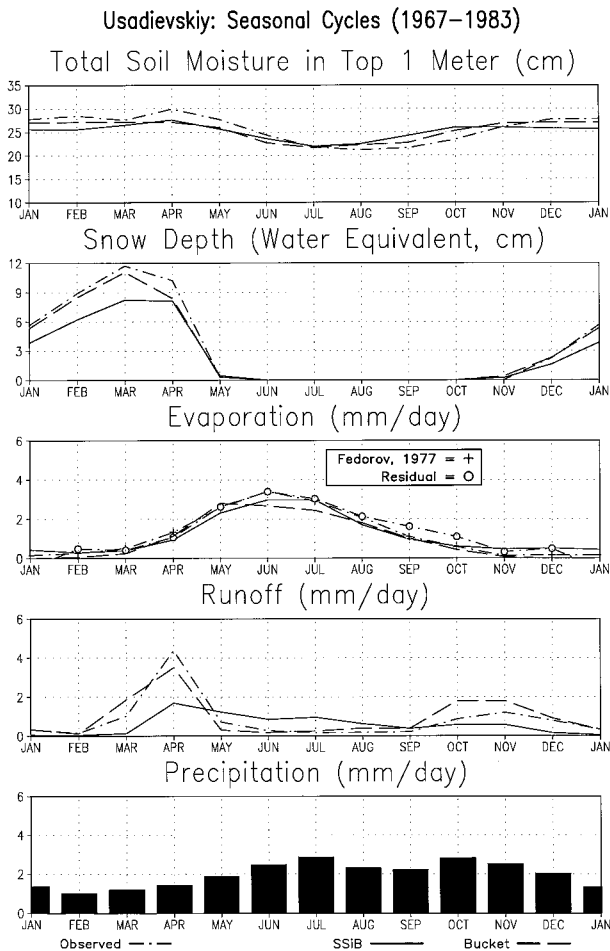 Usadievskiy: Seasonal Cycles (1967–1983)
Total Soil Moisture in Top 1 Meter (cm)
35
30
25
20
15
10
JAN FEB MAR APR MAY JUN JUL AUG SEP OCT NOV DEC JAN
Snow Depth (Water Equivalent, cm)
12
9
6
3
0
JAN FEB MAR APR MAY JUN JUL AUG SEP OCT NOV DEC JAN
Evaporation (mm/day)
6
4
2
0
Fedorov, 1977 = +
Residual = o
JAN FEB MAR APR MAY JUN JUL AUG SEP OCT NOV DEC JAN
Runoff (mm/day)
6
4
2
0
JAN FEB MAR APR MAY JUN JUL AUG SEP OCT NOV DEC JAN
Precipitation (mm/day)
6
4
2
0
JAN FEB MAR APR MAY JUN JUL AUG SEP OCT NOV DEC JAN
Observed SSiB Bucket